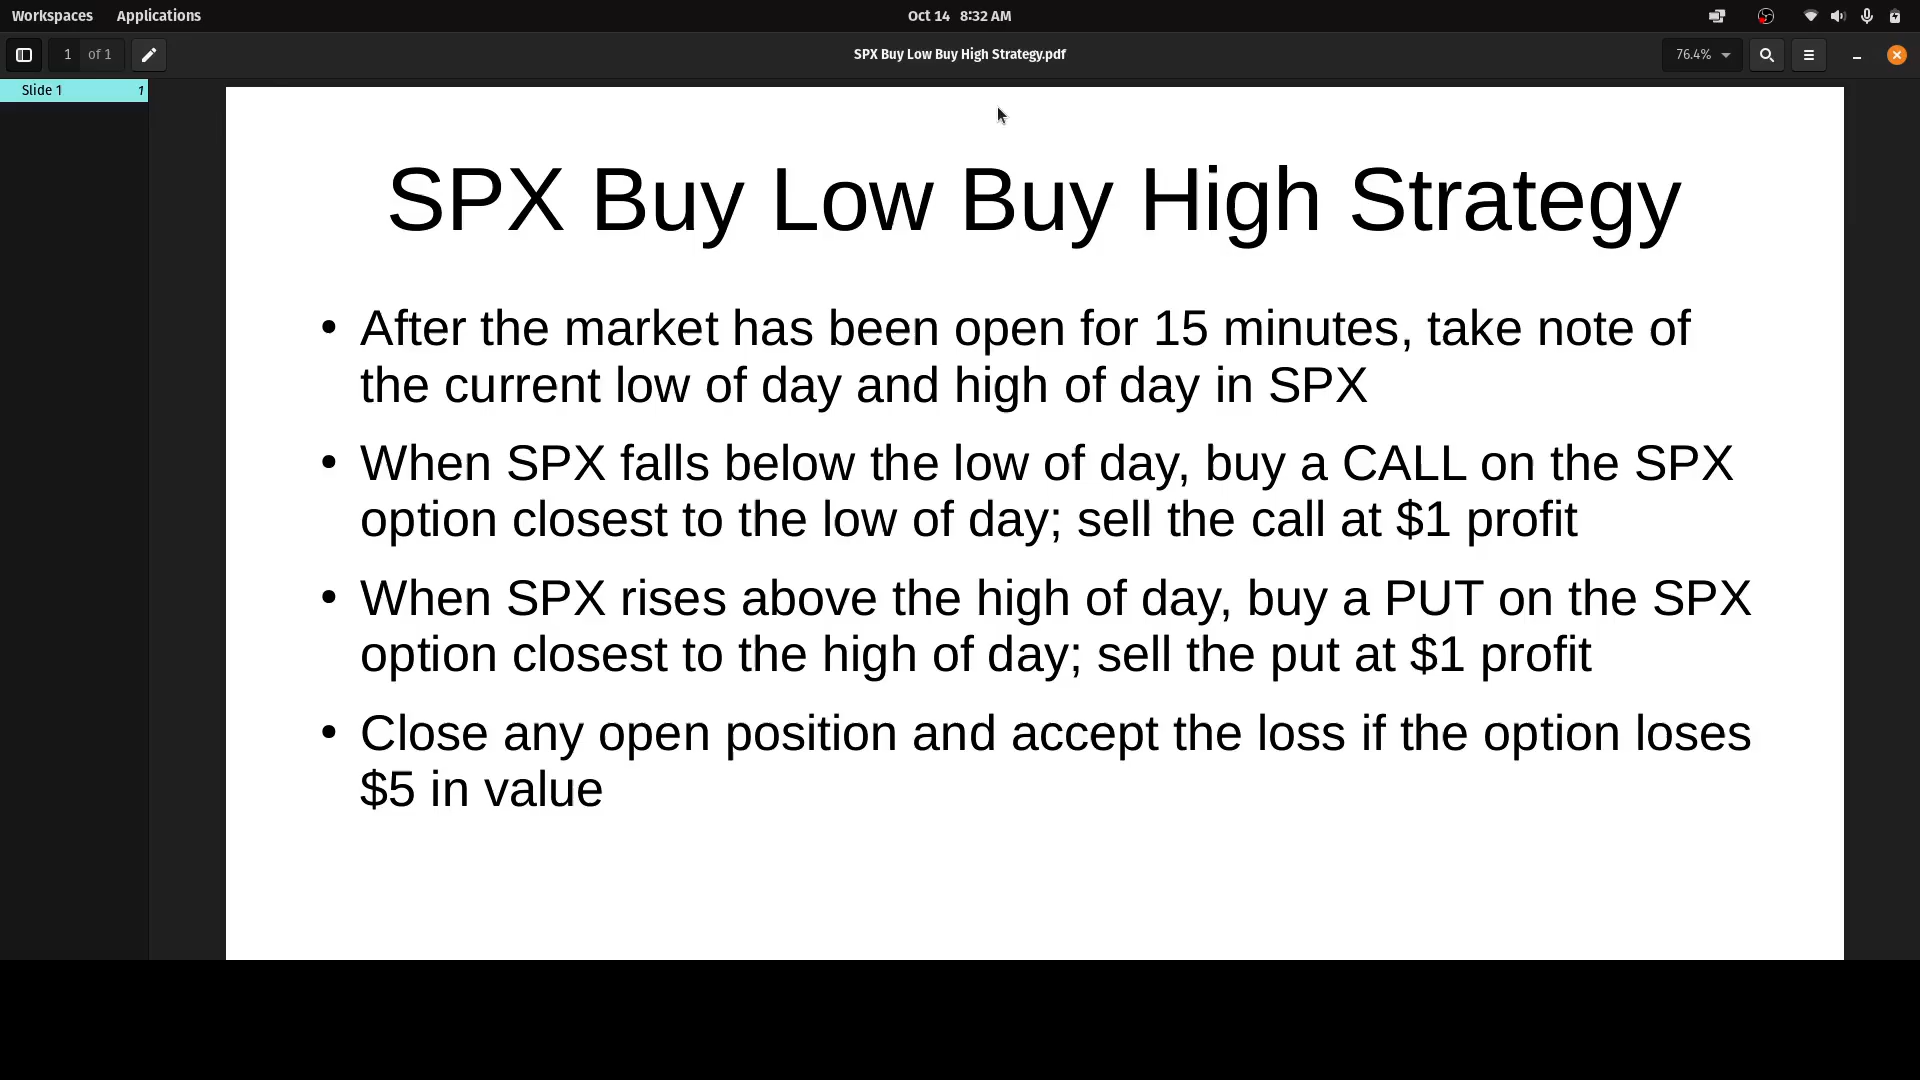 Workspaces Applications Oct 14 8:32 AM
1 of 1 SPX Buy Low Buy High Strategy.pdf 76.4%
Slide 1 1
SPX Buy Low Buy High Strategy
• After the market has been open for 15 minutes, take note of
the current low of day and high of day in SPX
• When SPX falls below the low of day, buy a CALL on the SPX
option closest to the low of day; sell the call at $1 profit
• When SPX rises above the high of day, buy a PUT on the SPX
option closest to the high of day; sell the put at $1 profit
• Close any open position and accept the loss if the option loses
$5 in value